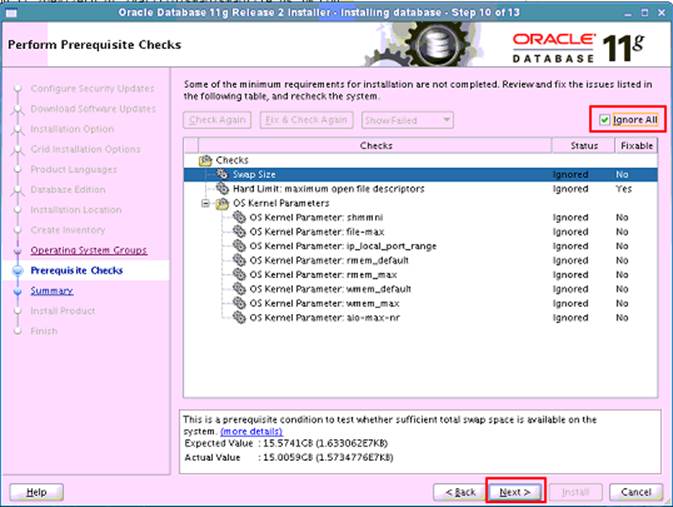 Oracle Database 11g Release 2 Installer - Installing database - Step 10 of 13
Perform Prerequisite Checks
ORACLE® 11g
DATABASE
Configure Security Updates
Download Software Updates
Installation Option
Grid Installation Options
Product Languages
Database Edition
Installation Location
Create Inventory
Operating System Groups
Prerequisite Checks
Summary
Install Product
Finish
Some of the minimum requirements for installation are not completed. Review and fix the issues listed in
the following table, and recheck the system.
Check Again Fix & Check Again Show Failed Ignore All
Checks Status Fixable
Checks
Swap Size Ignored No
Hard Limit: maximum open file descriptors Ignored Yes
OS Kernel Parameters
OS Kernel Parameter: shmmni Ignored No
OS Kernel Parameter: file-max Ignored No
OS Kernel Parameter: ip_local_port_range Ignored No
OS Kernel Parameter: rmem_default Ignored No
OS Kernel Parameter: rmem_max Ignored No
OS Kernel Parameter: wmem_default Ignored No
OS Kernel Parameter: wmem_max Ignored No
OS Kernel Parameter: aio-max-nr Ignored No
This is a prerequisite condition to test whether sufficient total swap space is available on the
system. (more details)
Expected Value : 15.5741GB (1.633062E7KB)
Actual Value : 15.0059GB (1.5734776E7KB)
Help < Back Next > Install Cancel